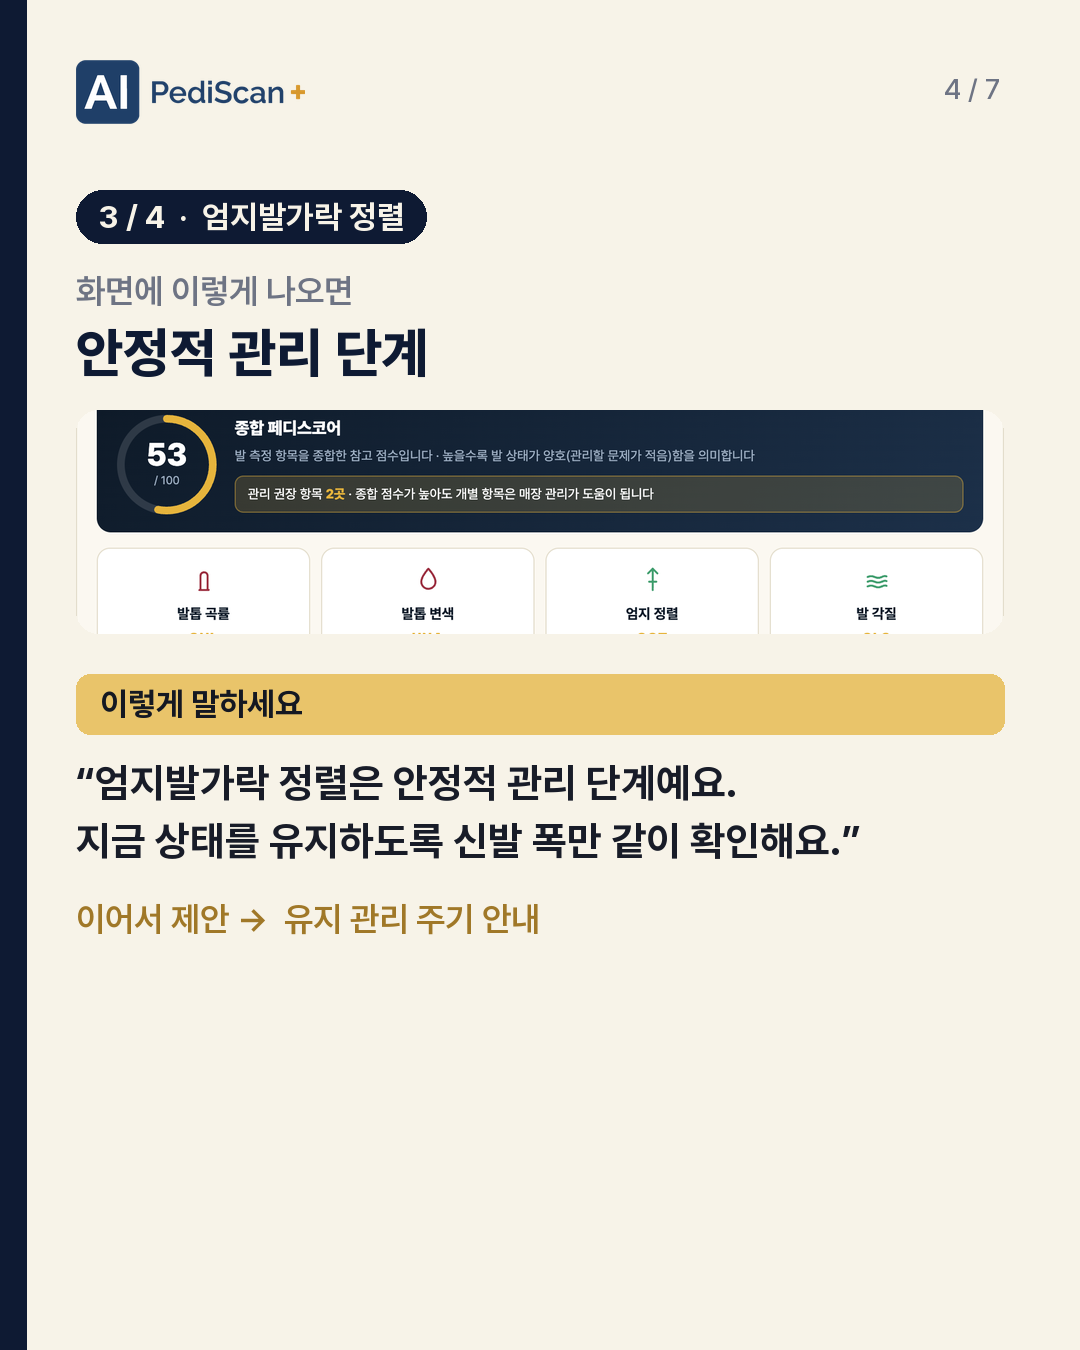 AI PediScan+
4 / 7
3 / 4 · 엄지발가락 정렬
화면에 이렇게 나오면
안정적 관리 단계
53
/ 100
종합 페디스코어
발 측정 항목을 종합한 참고 점수입니다 · 높을수록 발 상태가 양호(관리할 문제가 적음)함을 의미합니다
관리 권장 항목 2곳 · 종합 점수가 높아도 개별 항목은 매장 관리가 도움이 됩니다
발톱 곡률
발톱 변색
엄지 정렬
발 각질
이렇게 말하세요
“엄지발가락 정렬은 안정적 관리 단계예요.
지금 상태를 유지하도록 신발 폭만 같이 확인해요.”
이어서 제안 → 유지 관리 주기 안내